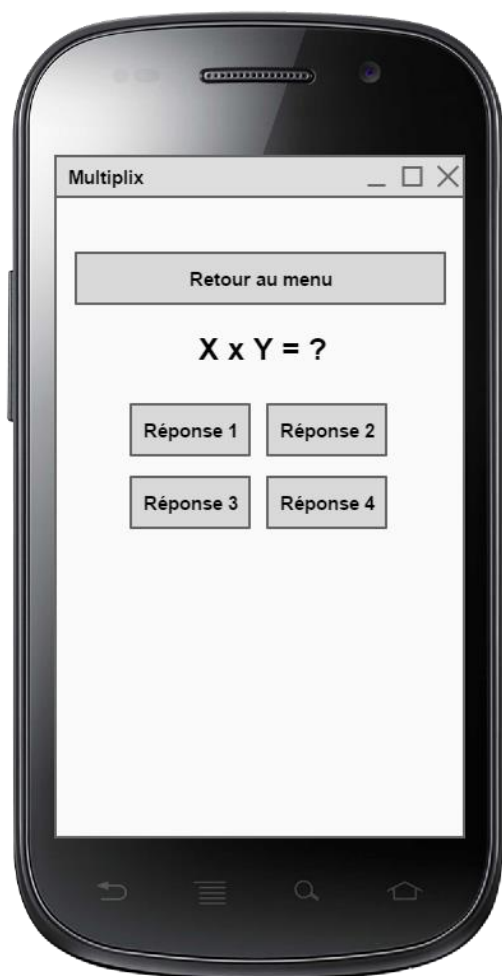 Multiplix
Retour au menu
X x Y = ?
Réponse 1 Réponse 2
Réponse 3 Réponse 4